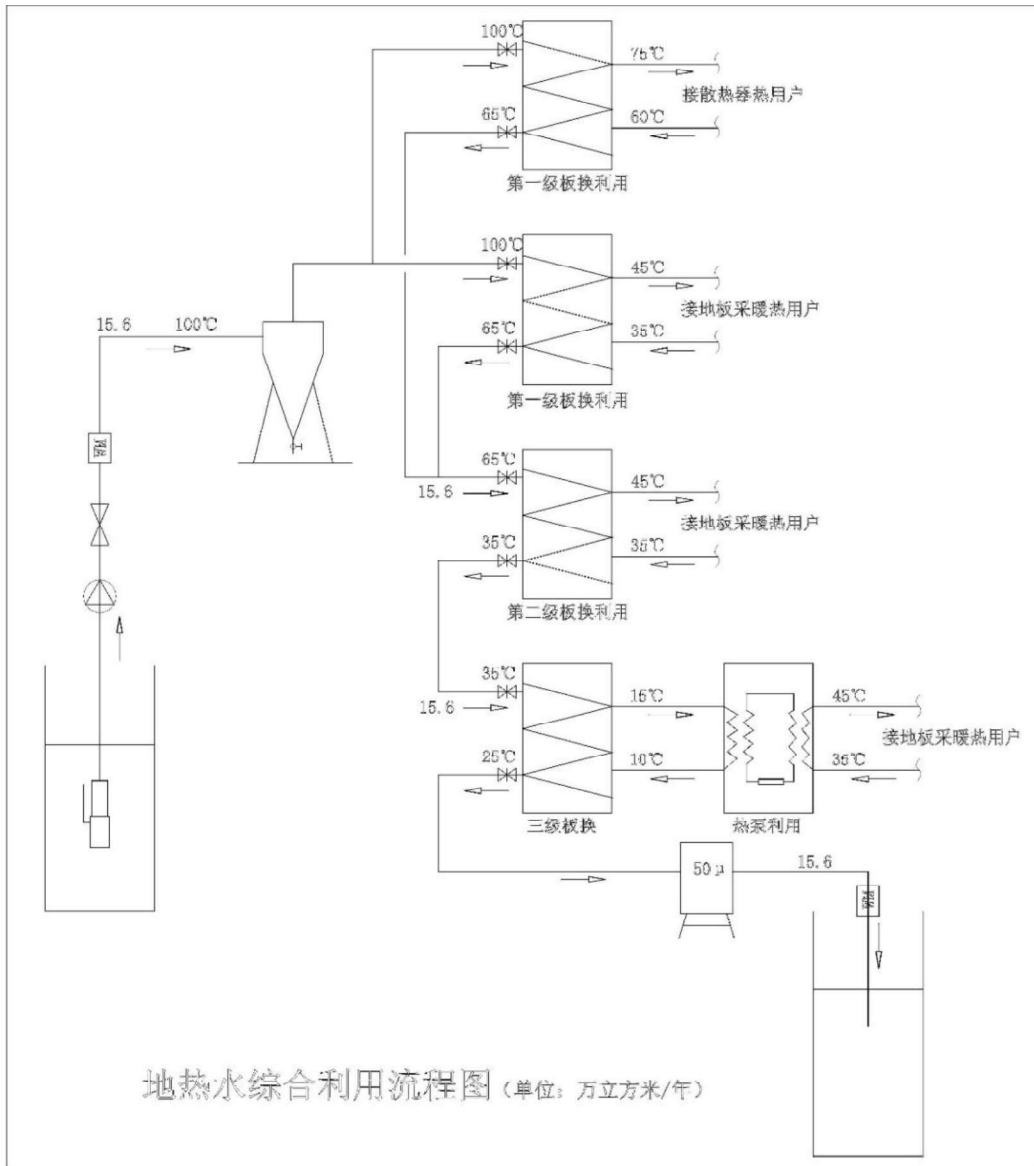 100℃
75℃
接散热器热用户
65℃
60℃
第一级板换利用
100℃
45℃
接地板采暖热用户
15.6
100℃
65℃
35℃
第一级板换利用
65℃
45℃
15.6
接地板采暖热用户
35℃
35℃
第二级板换利用
35℃
15℃
45℃
15.6
接地板采暖热用户
25℃
10℃
35℃
三级板换
热泵利用
50μ
15.6
地热水综合利用流程图(单位:万立方米/年)